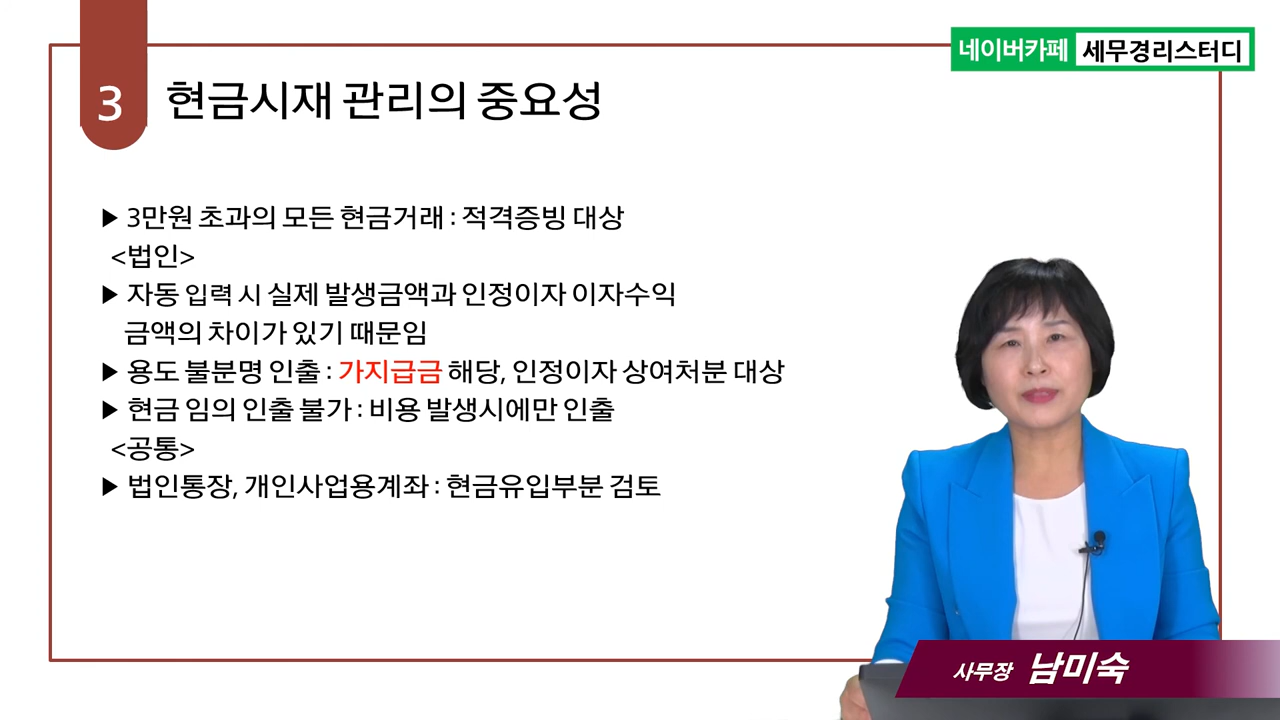 네이버카페 세무경리스터디
3 현금시재 관리의 중요성
▶ 3만원 초과의 모든 현금거래 : 적격증빙 대상
<법인>
▶ 자동 입력 시 실제 발생금액과 인정이자 이자수익
금액의 차이가 있기 때문임
▶ 용도 불분명 인출 : 가지급금 해당, 인정이자 상여처분 대상
▶ 현금 임의 인출 불가 : 비용 발생시에만 인출
<공통>
▶ 법인통장, 개인사업용계좌 : 현금유입부분 검토
사무장 남미숙